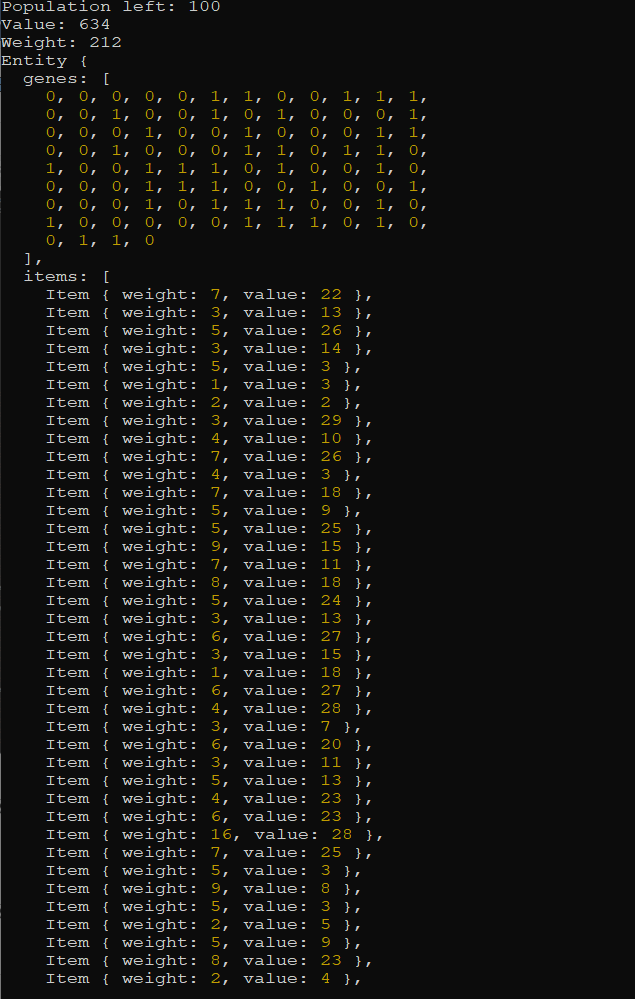 Population left: 100
Value: 634
Weight: 212
Entity {
  genes: [
    0, 0, 0, 0, 0, 1, 1, 0, 0, 1, 1, 1,
    0, 0, 1, 0, 0, 1, 0, 1, 0, 0, 0, 1,
    0, 0, 0, 1, 0, 0, 1, 0, 0, 0, 1, 1,
    0, 0, 1, 0, 0, 0, 1, 1, 0, 1, 1, 0,
    1, 0, 0, 1, 1, 1, 0, 1, 0, 0, 1, 0,
    0, 0, 0, 1, 1, 1, 0, 0, 1, 0, 0, 1,
    0, 0, 0, 1, 0, 1, 1, 1, 0, 0, 1, 0,
    1, 0, 0, 0, 0, 0, 1, 1, 1, 0, 1, 0,
    0, 1, 1, 0
  ],
  items: [
    Item { weight: 7, value: 22 },
    Item { weight: 3, value: 13 },
    Item { weight: 5, value: 26 },
    Item { weight: 3, value: 14 },
    Item { weight: 5, value: 3 },
    Item { weight: 1, value: 3 },
    Item { weight: 2, value: 2 },
    Item { weight: 3, value: 29 },
    Item { weight: 4, value: 10 },
    Item { weight: 7, value: 26 },
    Item { weight: 4, value: 3 },
    Item { weight: 7, value: 18 },
    Item { weight: 5, value: 9 },
    Item { weight: 5, value: 25 },
    Item { weight: 9, value: 15 },
    Item { weight: 7, value: 11 },
    Item { weight: 8, value: 18 },
    Item { weight: 5, value: 24 },
    Item { weight: 3, value: 13 },
    Item { weight: 6, value: 27 },
    Item { weight: 3, value: 15 },
    Item { weight: 1, value: 18 },
    Item { weight: 6, value: 27 },
    Item { weight: 4, value: 28 },
    Item { weight: 3, value: 7 },
    Item { weight: 6, value: 20 },
    Item { weight: 3, value: 11 },
    Item { weight: 5, value: 13 },
    Item { weight: 4, value: 23 },
    Item { weight: 6, value: 23 },
    Item { weight: 16, value: 28 },
    Item { weight: 7, value: 25 },
    Item { weight: 5, value: 3 },
    Item { weight: 9, value: 8 },
    Item { weight: 5, value: 3 },
    Item { weight: 2, value: 5 },
    Item { weight: 5, value: 9 },
    Item { weight: 8, value: 23 },
    Item { weight: 2, value: 4 },